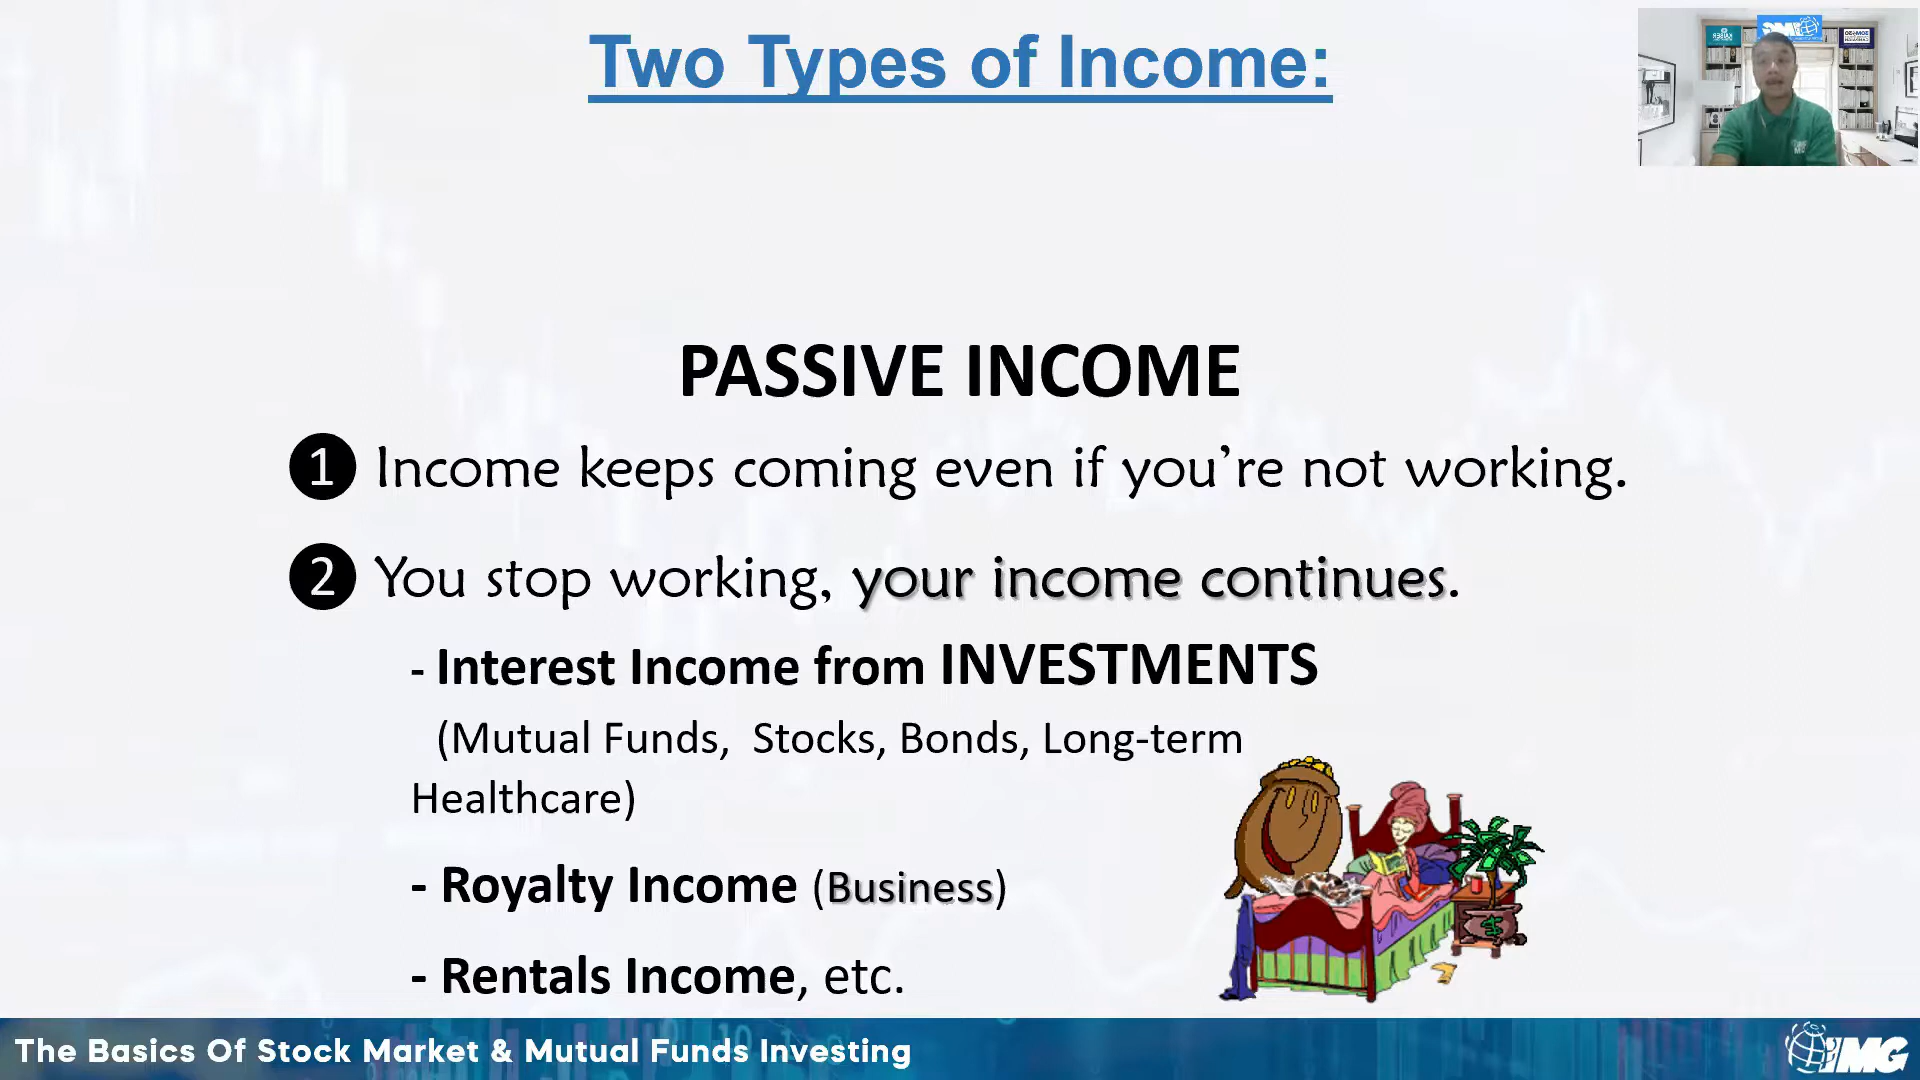 Two Types of Income:
PASSIVE INCOME
1 Income keeps coming even if you’re not working.
2 You stop working, your income continues.
- Interest Income from INVESTMENTS
(Mutual Funds, Stocks, Bonds, Long-term
Healthcare)
- Royalty Income (Business)
- Rentals Income, etc.
The Basics Of Stock Market & Mutual Funds Investing
IMG